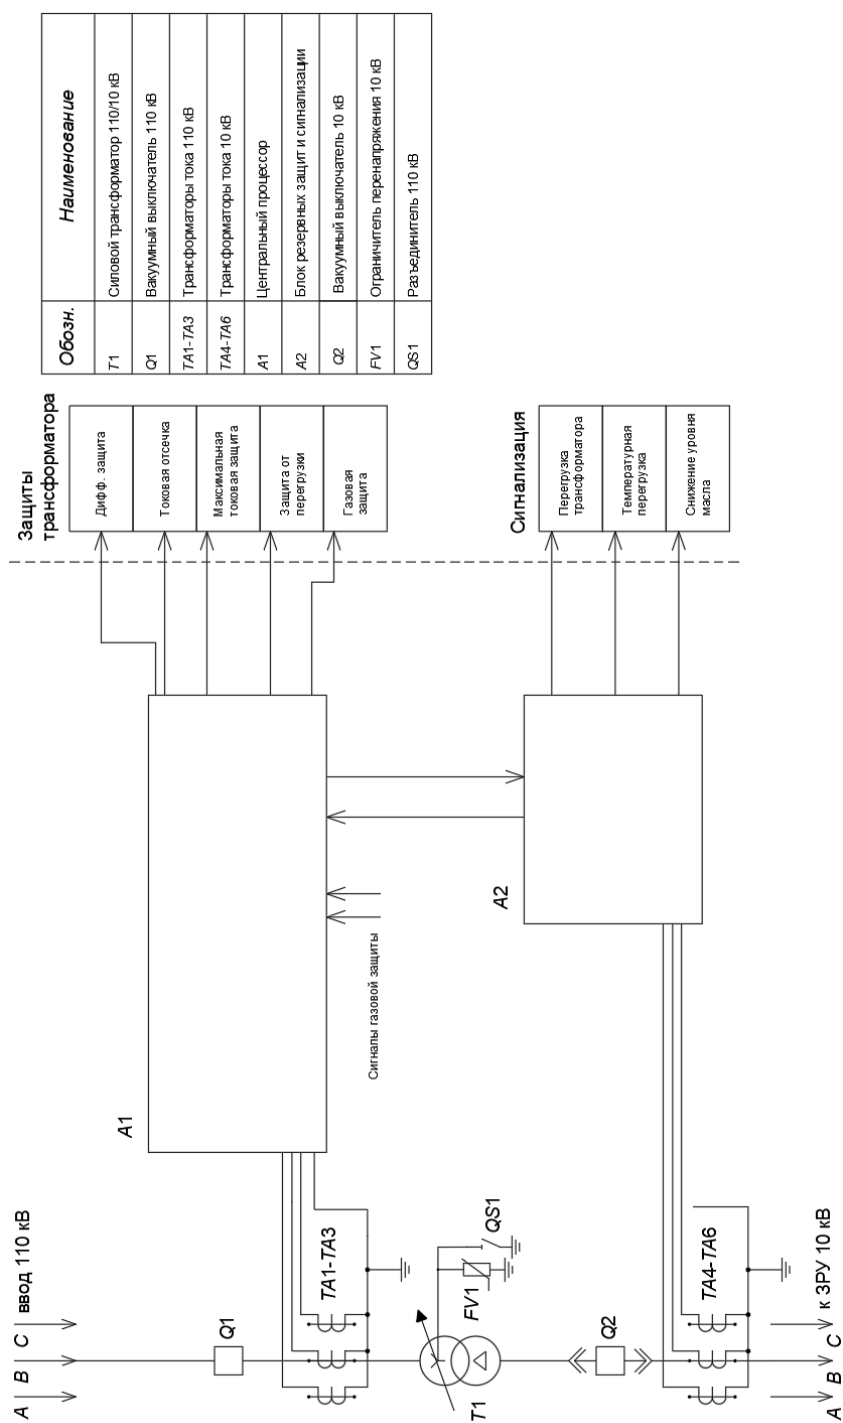 A B C ввод 110 кВ
Q1
TA1-TA3
FV1
QS1
T1
Q2
TA4-TA6
A B C к ЗРУ 10 кВ
A1
Сигналы газовой защиты
A2
Защиты
трансформатора
Дифф. защита
Токовая отсечка
Максимальная
токовая защита
Защита от
перегрузки
Газовая
защита
Сигнализация
Перегрузка
трансформатора
Температурная
перегрузка
Снижение уровня
масла
Обозн. Наименование
T1 Силовой трансформатор 110/10 кВ
Q1 Вакуумный выключатель 110 кВ
TA1-TA3 Трансформаторы тока 110 кВ
TA4-TA6 Трансформаторы тока 10 кВ
A1 Центральный процессор
A2 Блок резервных защит и сигнализации
Q2 Вакуумный выключатель 10 кВ
FV1 Ограничитель перенапряжения 10 кВ
QS1 Разъединитель 110 кВ